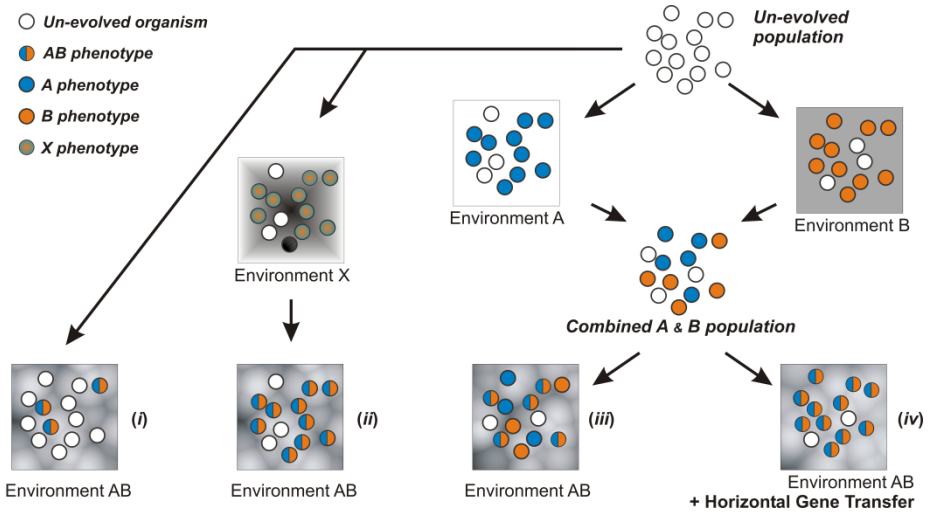 Un-evolved organism
AB phenotype
A phenotype
B phenotype
X phenotype
Un-evolved
population
Environment A
Environment B
Environment X
Combined A & B population
(i)
(ii)
(iii)
(iv)
Environment AB
Environment AB
Environment AB
Environment AB
+ Horizontal Gene Transfer